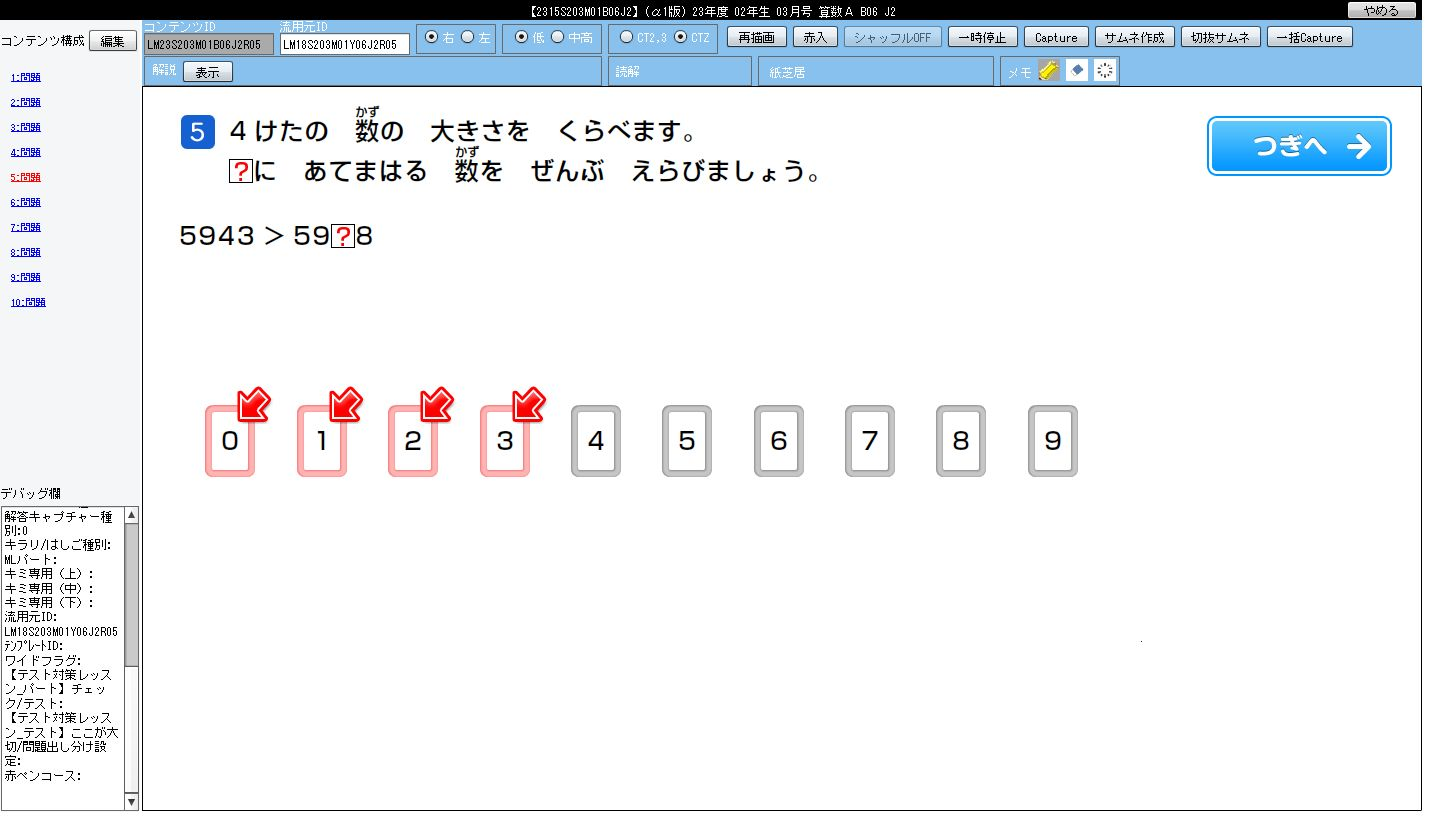 【2315S203M01B06J2】(α1版) 23年度 02年生 03月号 算数A B06 J2
やめる
コンテンツ構成 編集
コンテンツID
流用元ID
LM23S203M01B06J2R05
LM18S203M01Y06J2R05
右 左
低 中高
CT2,3 CTZ
再描画 赤入 シャッフルOFF 一時停止 Capture サムネ作成 切抜サムネ 一括Capture
解説 表示
読解
紙芝居
メモ
1:問題
2:問題
3:問題
4:問題
5:問題
6:問題
7:問題
8:問題
9:問題
10:問題
かず
5 4けたの 数の 大きさを くらべます。
かず
?に あてまはる 数を ぜんぶ えらびましょう。
つぎへ
5943 > 59?8
0 1 2 3 4 5 6 7 8 9
デバッグ欄
解答キャプチャー種
別:0
キラリ/はしご種別:
MLパート:
キミ専用（上）:
キミ専用（中）:
キミ専用（下）:
流用元ID:
LM18S203M01Y06J2R05
ﾃﾝﾌﾟﾚｰﾄID:
ワイドフラグ:
【テスト対策レッス
ン_パート】チェッ
ク/テスト:
【テスト対策レッス
ン_テスト】ここが大
切/問題出し分け設
定:
赤ペンコース: